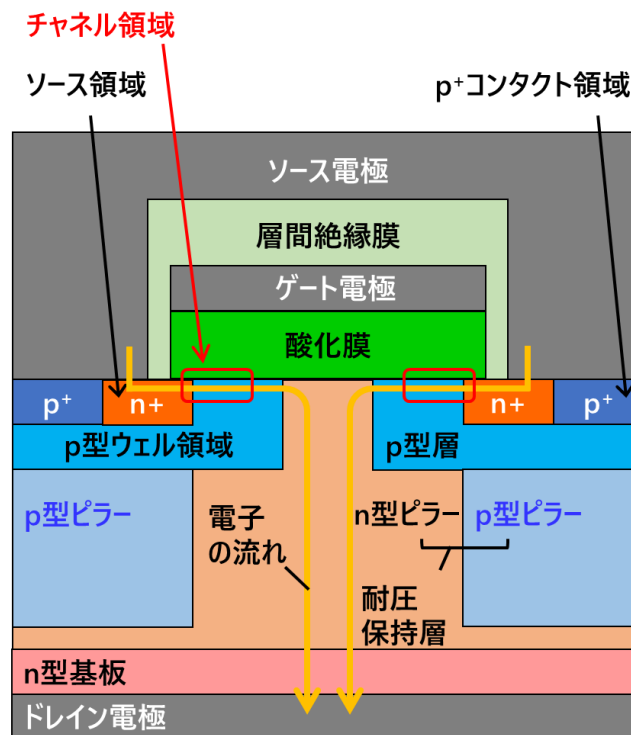 チャネル領域
ソース領域
p⁺コンタクト領域
ソース電極
層間絶縁膜
ゲート電極
酸化膜
p⁺
n+
n+
p⁺
p型ウェル領域
p型層
p型ピラー
電子
の流れ
n型ピラー
p型ピラー
耐圧
保持層
n型基板
ドレイン電極